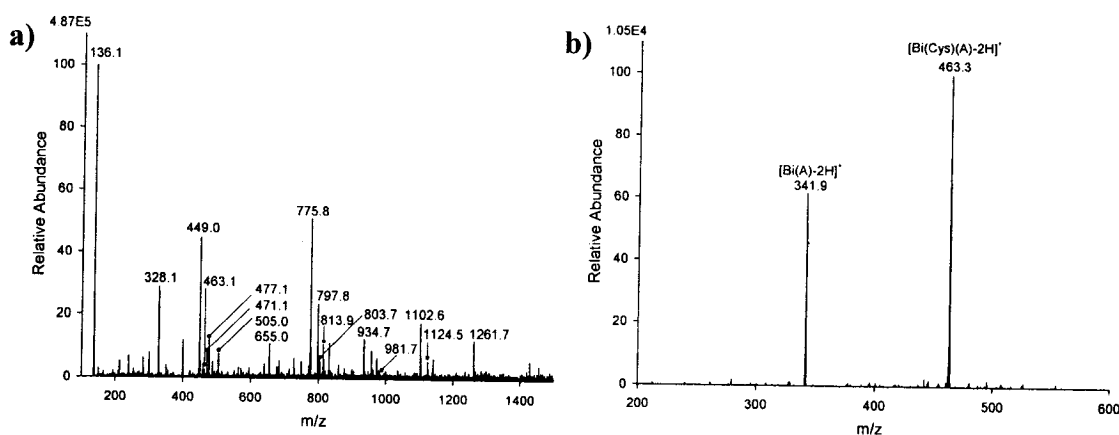 a)
4.87E5
136.1
100
80
775.8
60
449.0
Relative Abundance
40
328.1
463.1
477.1
471.1
505.0
655.0
797.8
813.9
803.7
934.7
1102.6
1124.5
1261.7
981.7
20
0
200 400 600 800 1000 1200 1400
m/z
b)
1.05E4
[Bi(Cys)(A)-2H]⁺
463.3
100
80
[Bi(A)-2H]⁺
341.9
60
Relative Abundance
40
20
0
200 300 400 500 600
m/z